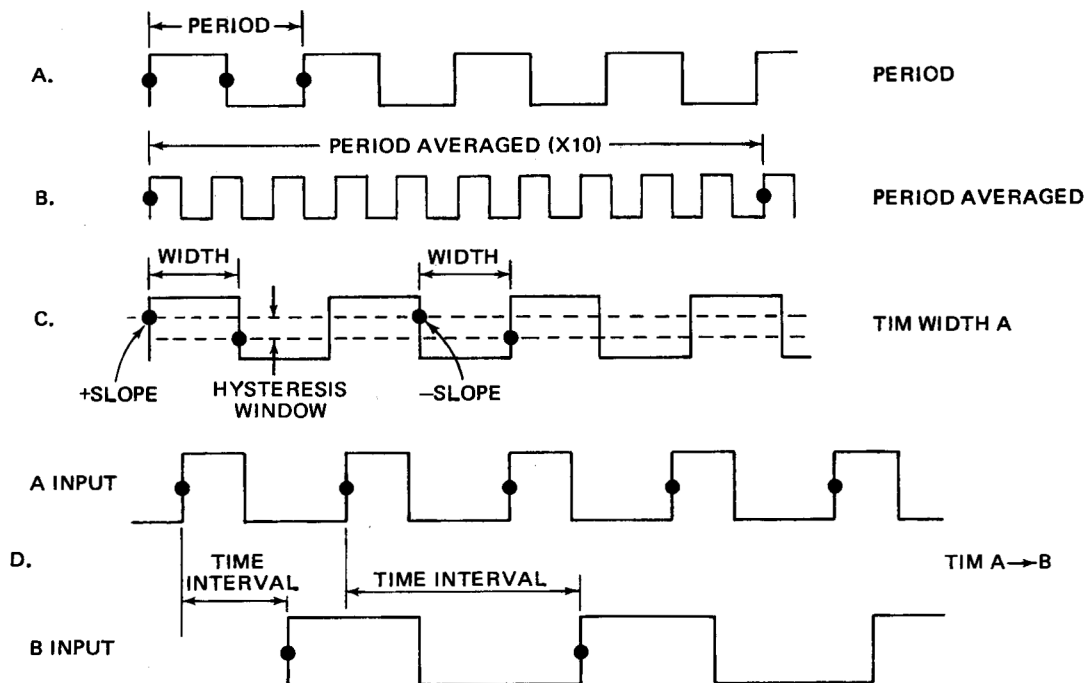 PERIOD
A.
PERIOD
PERIOD AVERAGED (X10)
B.
PERIOD AVERAGED
WIDTH
WIDTH
C.
TIM WIDTH A
+SLOPE
HYSTERESIS
WINDOW
—SLOPE
A INPUT
D.
TIME
INTERVAL
TIME INTERVAL
TIM A→B
B INPUT